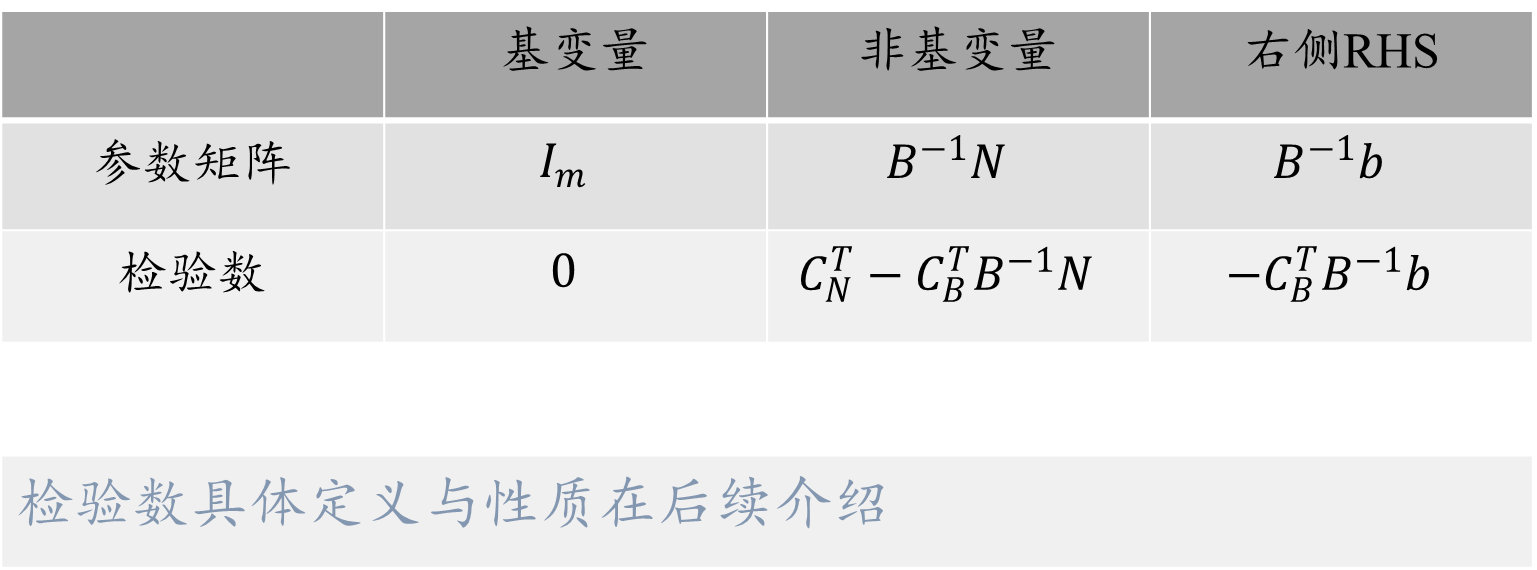 基变量 非基变量 右侧RHS
参数矩阵 $I_m$ $B^{-1}N$ $B^{-1}b$
检验数 $0$ $C_N^T - C_B^T B^{-1}N$ $-C_B^T B^{-1}b$
检验数具体定义与性质在后续介绍